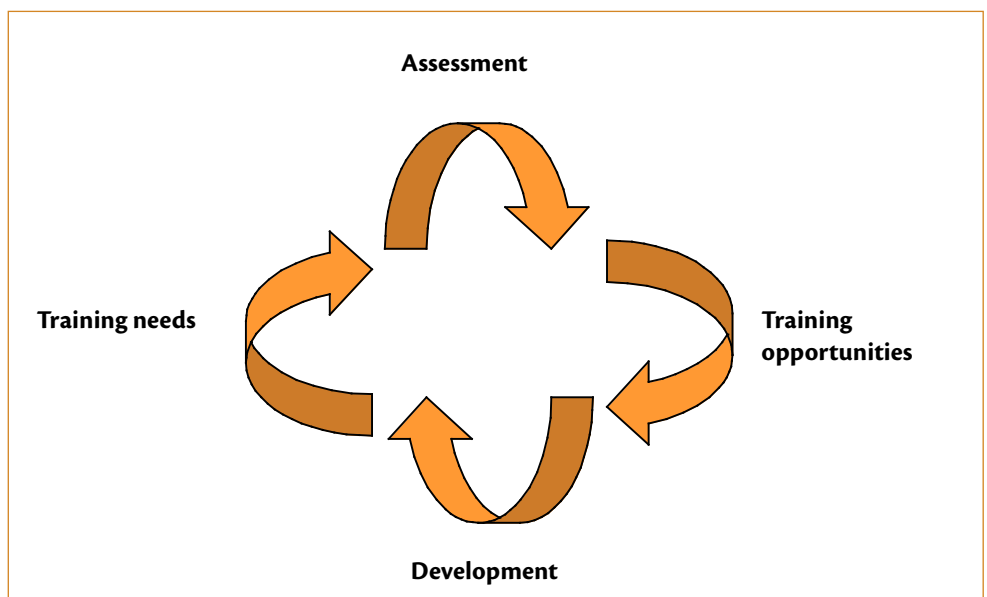 Assessment
Training needs
Training
opportunities
Development